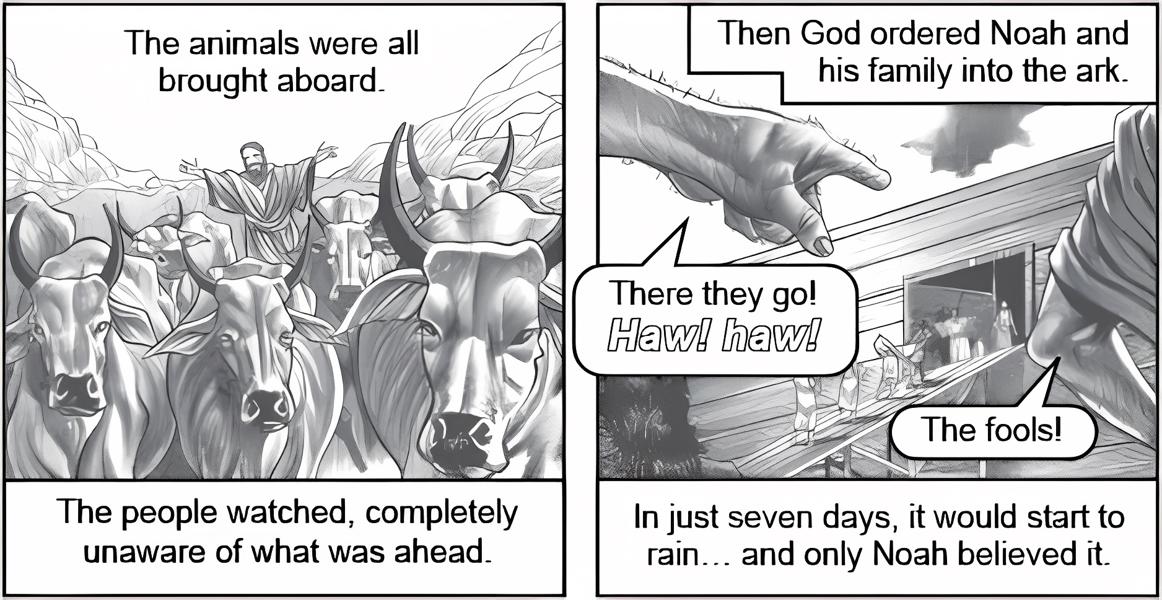 The animals were all
brought aboard.
The people watched, completely
unaware of what was ahead.
Then God ordered Noah and
his family into the ark.
There they go!
Haw! haw!
The fools!
In just seven days, it would start to
rain... and only Noah believed it.